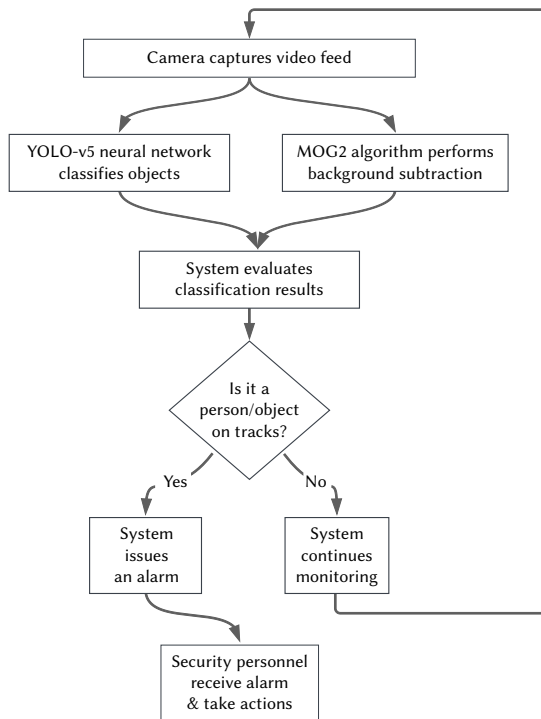 Camera captures video feed
YOLO-v5 neural network
classifies objects
MOG2 algorithm performs
background subtraction
System evaluates
classification results
Is it a
person/object
on tracks?
Yes
No
System
issues
an alarm
System
continues
monitoring
Security personnel
receive alarm
& take actions